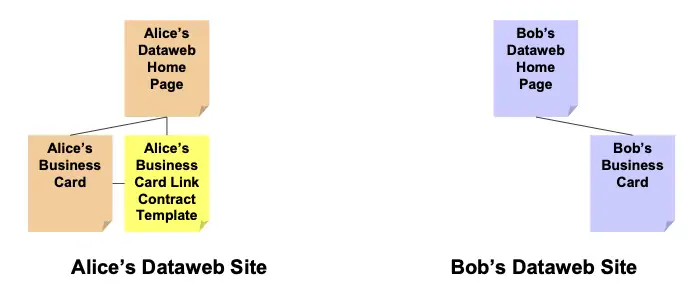 Alice’s
Dataweb
Home
Page
Bob’s
Dataweb
Home
Page
Alice’s
Business
Card
Alice’s
Business
Card Link
Contract
Template
Bob’s
Business
Card
Alice’s Dataweb Site
Bob’s Dataweb Site